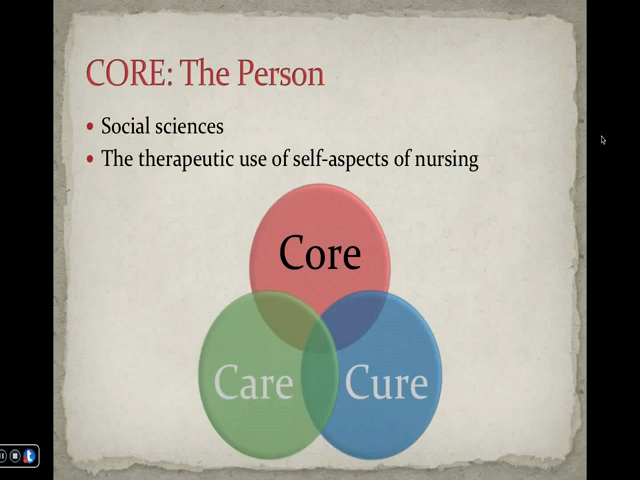 CORE: The Person
• Social sciences
• The therapeutic use of self-aspects of nursing
Core
Care Cure